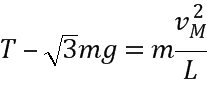 T − √3mg = m v_M^2 / L